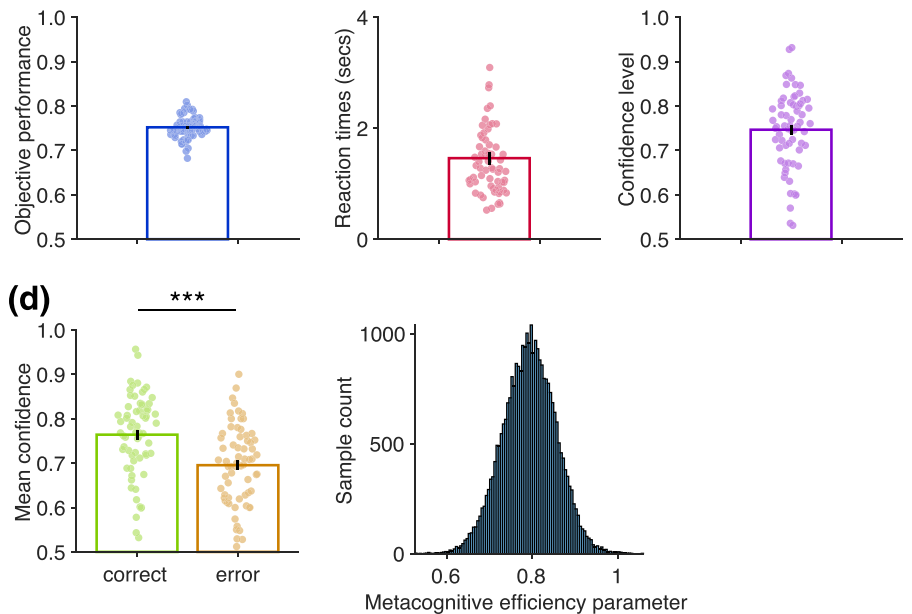 Objective performance
1.0
0.9
0.8
0.7
0.6
0.5
Reaction times (secs)
4
2
0
Confidence level
1.0
0.9
0.8
0.7
0.6
0.5
(d)
***
Mean confidence
1.0
0.9
0.8
0.7
0.6
0.5
correct error
Sample count
1000
500
0
0.6 0.8 1
Metacognitive efficiency parameter